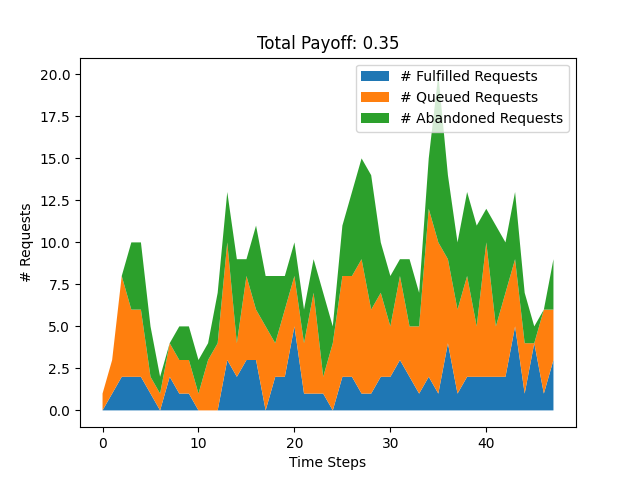 Total Payoff: 0.35
# Fulfilled Requests
# Queued Requests
# Abandoned Requests
20.0
17.5
15.0
12.5
10.0
7.5
5.0
2.5
0.0
# Requests
0 10 20 30 40
Time Steps